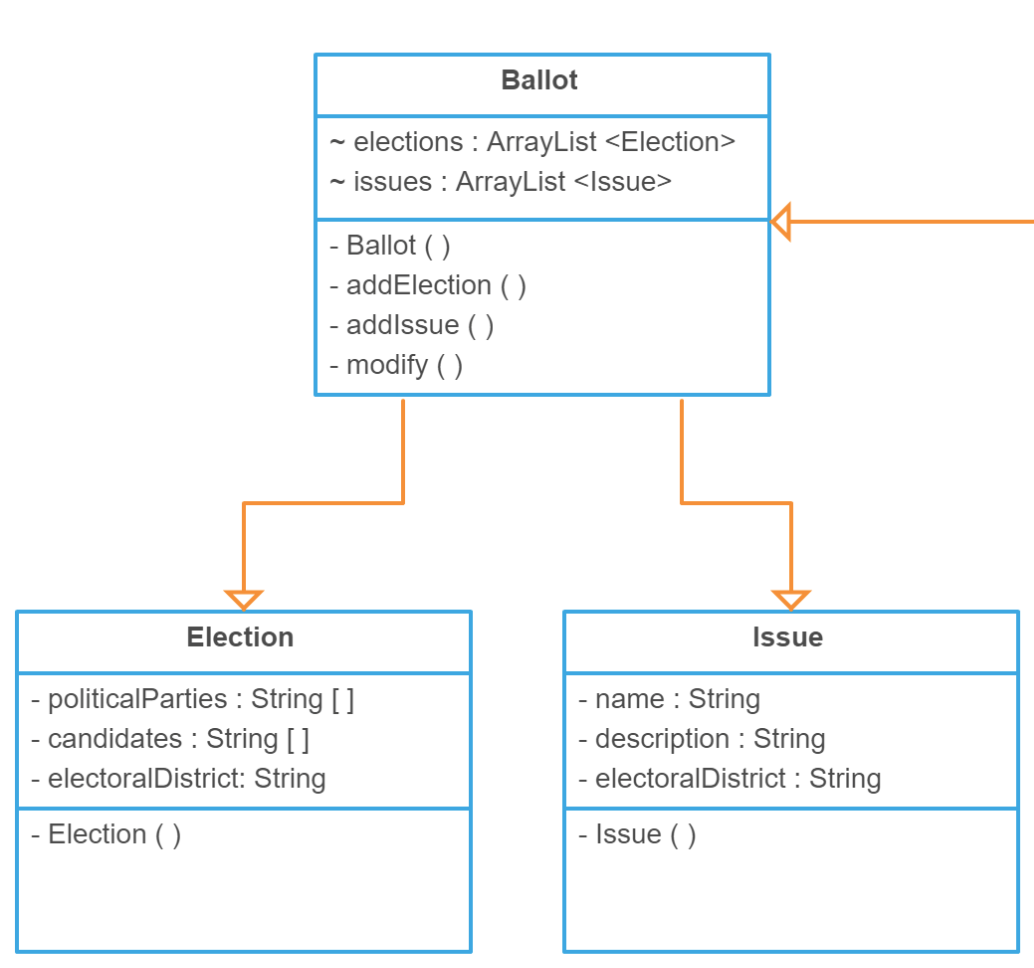 Ballot
~ elections : ArrayList <Election>
~ issues : ArrayList <Issue>
- Ballot ( )
- addElection ( )
- addIssue ( )
- modify ( )
Election
- politicalParties : String [ ]
- candidates : String [ ]
- electoralDistrict: String
- Election ( )
Issue
- name : String
- description : String
- electoralDistrict : String
- Issue ( )